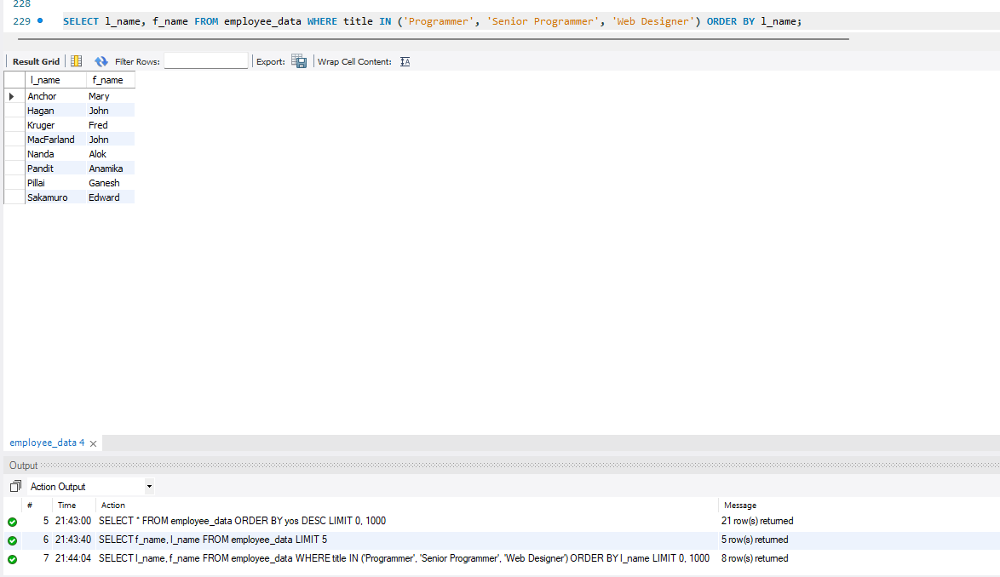 228
229 SELECT l_name, f_name FROM employee_data WHERE title IN ('Programmer', 'Senior Programmer', 'Web Designer') ORDER BY l_name;
Result Grid Filter Rows: Export: Wrap Cell Content: IA
l_name f_name
Anchor Mary
Hagan John
Kruger Fred
MacFarland John
Nanda Alok
Pandit Anamika
Pillai Ganesh
Sakamuro Edward
employee_data 4
Output
Action Output
# Time Action Message
5 21:43:00 SELECT * FROM employee_data ORDER BY yos DESC LIMIT 0, 1000 21 row(s) returned
6 21:43:40 SELECT f_name, l_name FROM employee_data LIMIT 5 5 row(s) returned
7 21:44:04 SELECT l_name, f_name FROM employee_data WHERE title IN ('Programmer', 'Senior Programmer', 'Web Designer') ORDER BY l_name LIMIT 0, 1000 8 row(s) returned